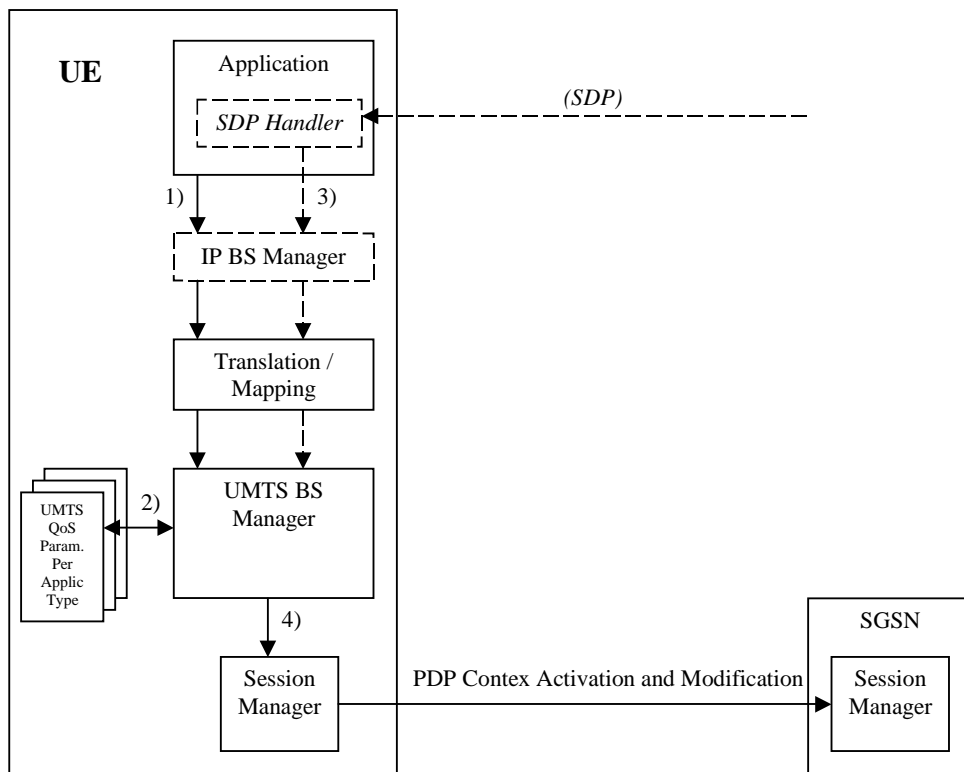 UE
Application
(SDP)
SDP Handler
1)
3)
IP BS Manager
Translation /
Mapping
UMTS BS
Manager
2)
UMTS
QoS
Param.
Per
Applic
Type
4)
SGSN
Session
Manager
PDP Contex Activation and Modification
Session
Manager